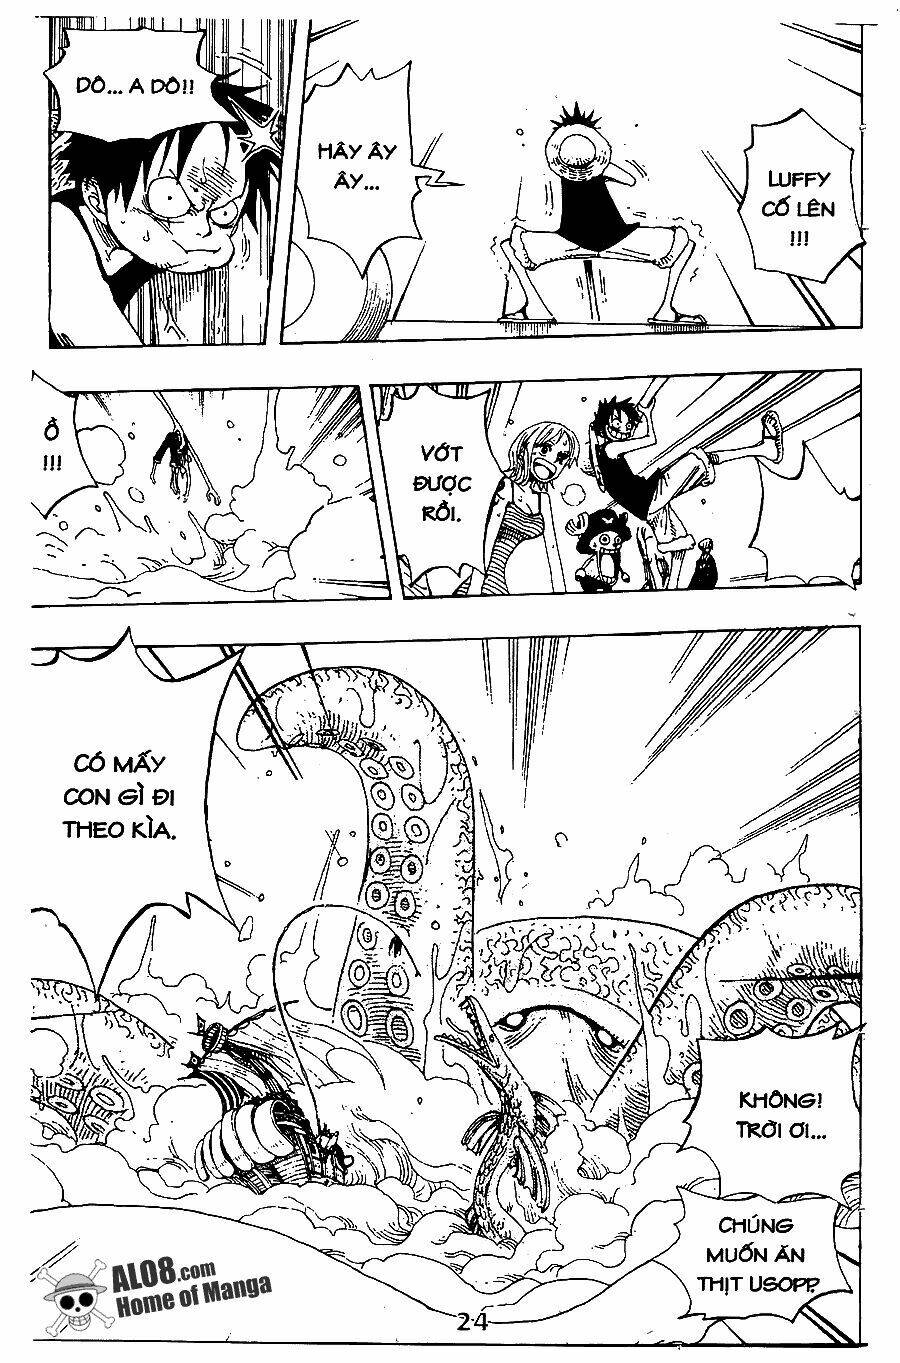 DÔ... A DÔ!!
HÂY ÂY
ÂY...
LUFFY
CỐ LÊN
!!!
Ồ
!!!
VỚT
ĐƯỢC
RỒI.
CÓ MẤY
CON GÌ ĐI
THEO KÌA.
KHÔNG!
TRỜI ƠI...
CHÚNG
MUỐN ĂN
THỊT USOPP.
ALO8.com
Home of Manga
24